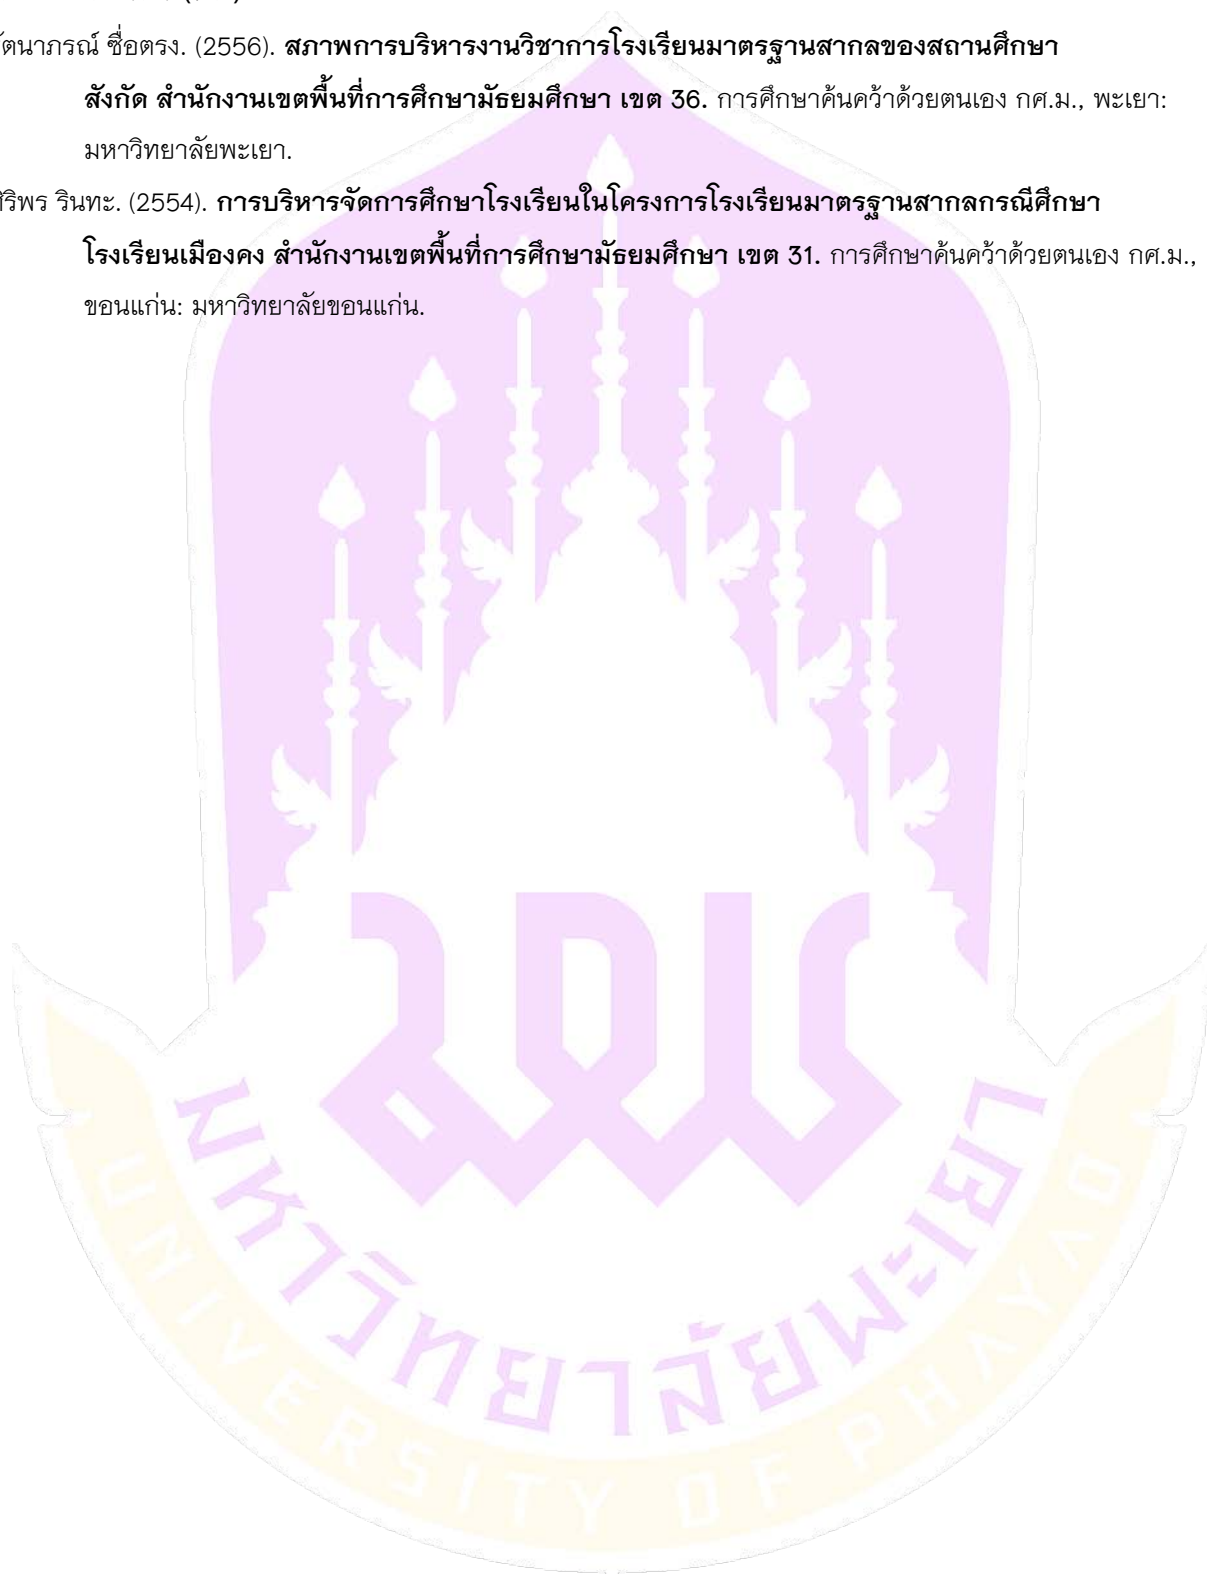 ัตนาภรณ์ ซื่อตรง. (2556). สภาพการบริหารงานวิชาการโรงเรียนมาตรฐานสากลของสถานศึกษา
สังกัด สำนักงานเขตพื้นที่การศึกษามัธยมศึกษา เขต 36. การศึกษาค้นคว้าด้วยตนเอง กศ.ม., พะเยา:
มหาวิทยาลัยพะเยา.
ศิริพร รินทะ. (2554). การบริหารจัดการศึกษาโรงเรียนในโครงการโรงเรียนมาตรฐานสากลกรณีศึกษา
โรงเรียนเมืองคง สำนักงานเขตพื้นที่การศึกษามัธยมศึกษา เขต 31. การศึกษาค้นคว้าด้วยตนเอง กศ.ม.,
ขอนแก่น: มหาวิทยาลัยขอนแก่น.
มหาวิทยาลัยพะเยา
UNIVERSITY OF PHAYAO